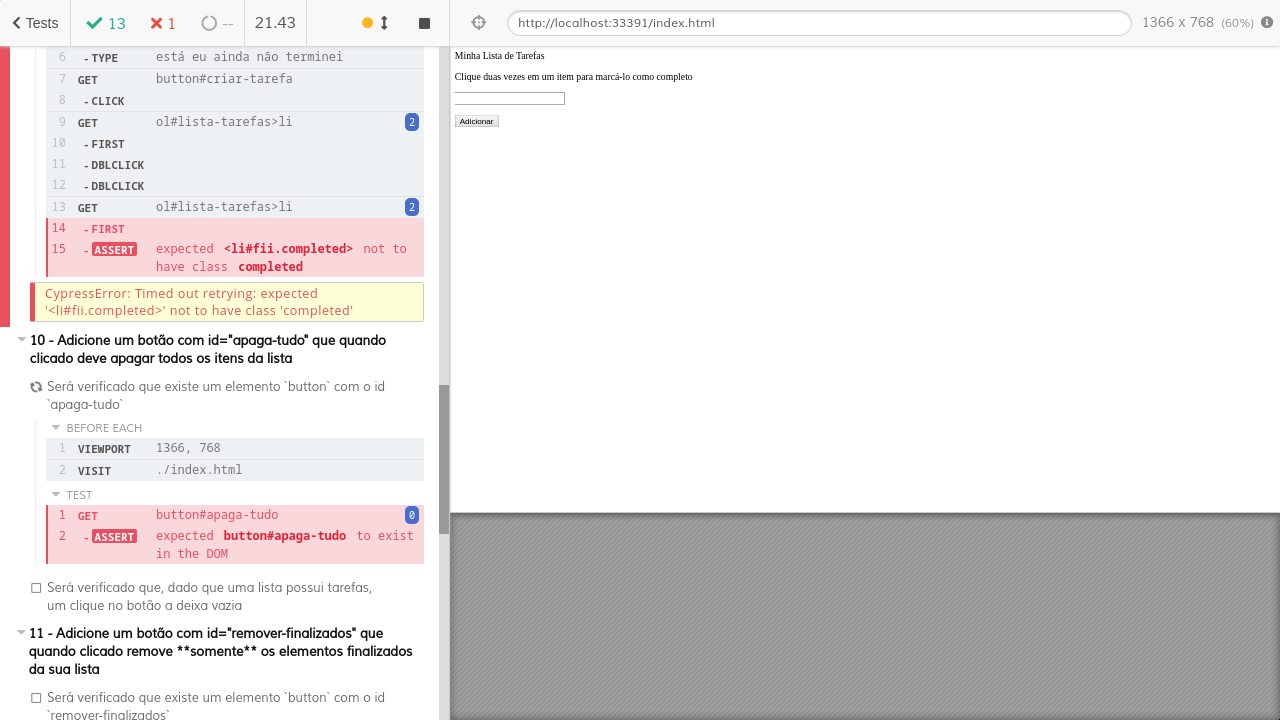 Tests
13
1
--
21.43
http://localhost:33391/index.html
1366 x 768 (60%)
6 - TYPE está eu ainda não terminei
7 GET button#criar-tarefa
8 - CLICK
9 GET ol#lista-tarefas>li 2
10 - FIRST
11 - DBLCLICK
12 - DBLCLICK
13 GET ol#lista-tarefas>li 2
14 - FIRST
15 - ASSERT expected <li#fii.completed> not to
have class completed
CypressError: Timed out retrying: expected
'<li#fii.completed>' not to have class 'completed'
10 - Adicione um botão com id="apaga-tudo" que quando
clicado deve apagar todos os itens da lista
Será verificado que existe um elemento `button` com o id
`apaga-tudo`
BEFORE EACH
1 VIEWPORT 1366, 768
2 VISIT ./index.html
TEST
1 GET button#apaga-tudo 0
2 - ASSERT expected button#apaga-tudo to exist
in the DOM
Será verificado que, dado que uma lista possui tarefas,
um clique no botão a deixa vazia
11 - Adicione um botão com id="remover-finalizados" que
quando clicado remove **somente** os elementos finalizados
da sua lista
Será verificado que existe um elemento `button` com o id
`remover-finalizados`
Minha Lista de Tarefas
Clique duas vezes em um item para marcá-lo como completo
Adicionar